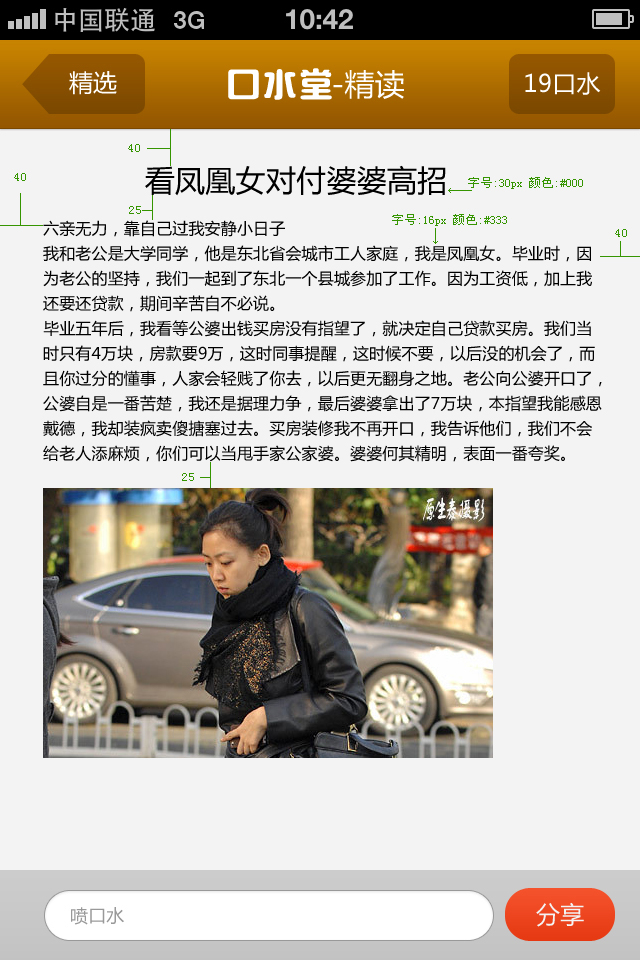 中国联通 3G 10:42
精选
口水堂-精读
19口水
40
看凤凰女对付婆婆高招
字号:30px 颜色:#000
40
25
字号:16px 颜色:#333
40
六亲无力，靠自己过我安静小日子
我和老公是大学同学，他是东北省会城市工人家庭，我是凤凰女。毕业时，因
为老公的坚持，我们一起到了东北一个县城参加了工作。因为工资低，加上我
还要还贷款，期间辛苦自不必说。
毕业五年后，我看等公婆出钱买房没有指望了，就决定自己贷款买房。我们当
时只有4万块，房款要9万，这时同事提醒，这时候不要，以后没的机会了，而
且你过分的懂事，人家会轻贱了你去，以后更无翻身之地。老公向公婆开口了，
公婆自是一番苦楚，我还是据理力争，最后婆婆拿出了7万块，本指望我能感恩
戴德，我却装疯卖傻搪塞过去。买房装修我不再开口，我告诉他们，我们不会
给老人添麻烦，你们可以当甩手家公家婆。婆婆何其精明，表面一番夸奖。
25
原生泰摄影
喷口水
分享